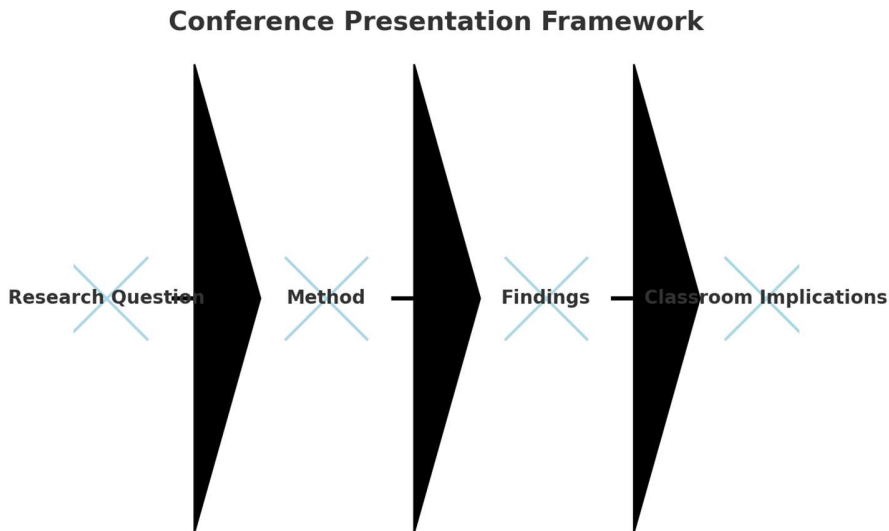 Conference Presentation Framework
Research Question
Method
Findings
Classroom Implications